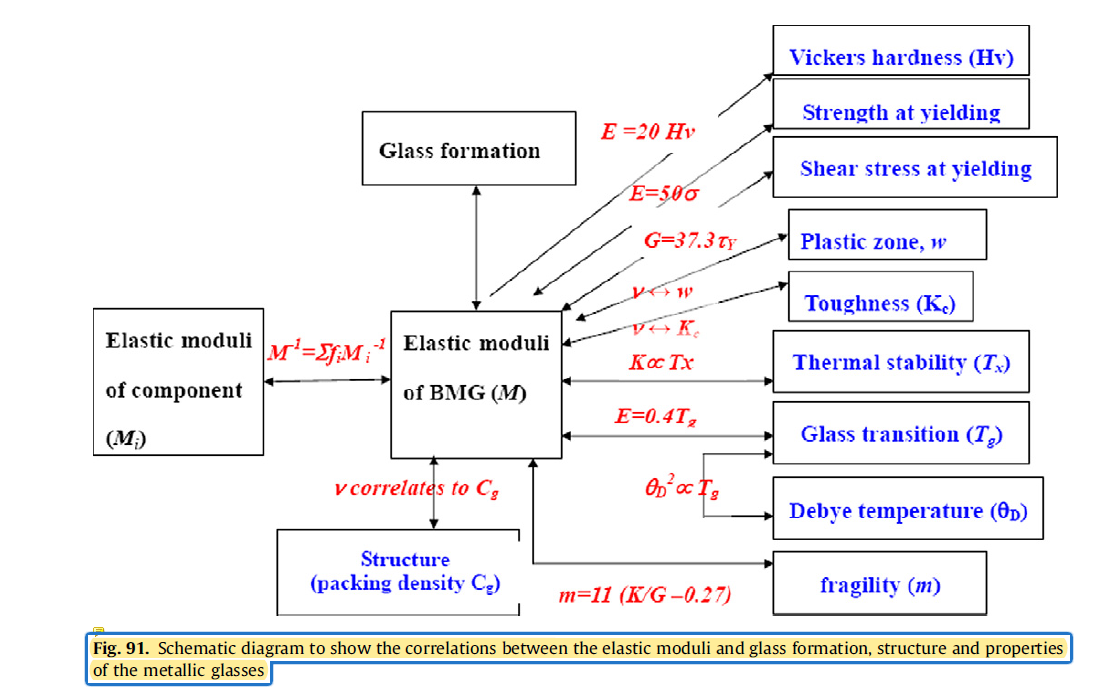 Vickers hardness (Hv)
Strength at yielding
Shear stress at yielding
Plastic zone, w
Toughness (Kc)
Thermal stability (Tx)
Glass transition (Tg)
Debye temperature (θD)
fragility (m)
Glass formation
E =20 Hv
E=50σ
G=37.3τY
ν↔w
ν↔Kc
K∝Tx
E=0.4Tg
θD²∝Tg
m=11 (K/G –0.27)
Elastic moduli
of component
(Mi)
M⁻¹=ΣfiMi⁻¹
Elastic moduli
of BMG (M)
ν correlates to Cg
Structure
(packing density Cg)
Fig. 91. Schematic diagram to show the correlations between the elastic moduli and glass formation, structure and properties
of the metallic glasses